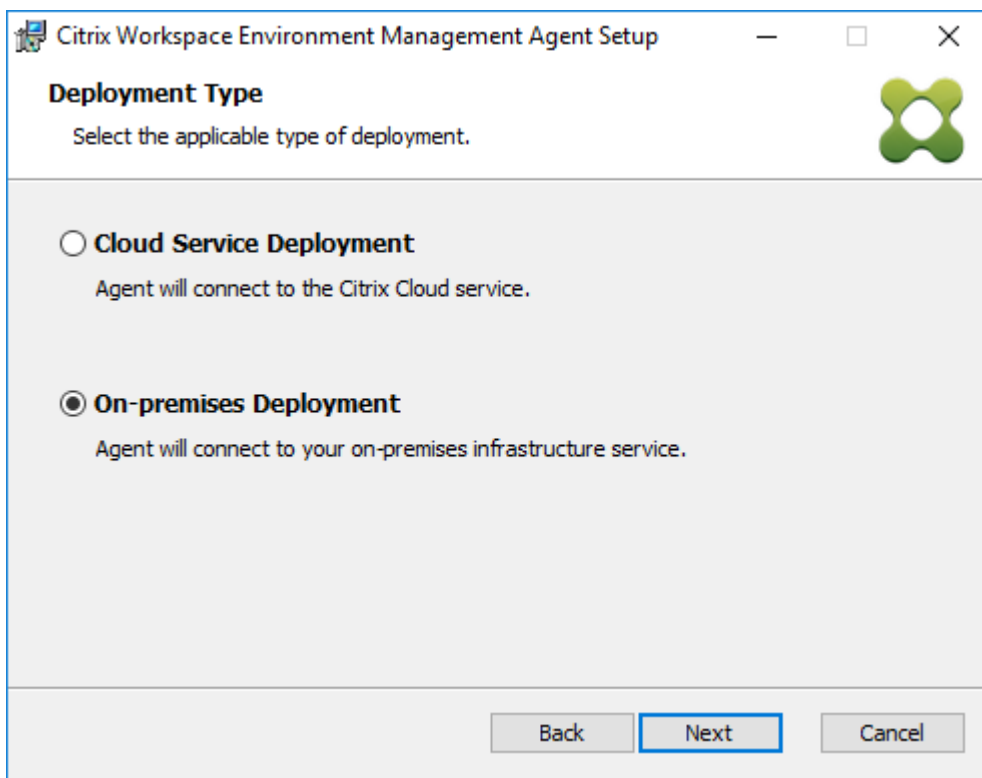 Citrix Workspace Environment Management Agent Setup
Deployment Type
Select the applicable type of deployment.
Cloud Service Deployment
Agent will connect to the Citrix Cloud service.
On-premises Deployment
Agent will connect to your on-premises infrastructure service.
Back Next Cancel